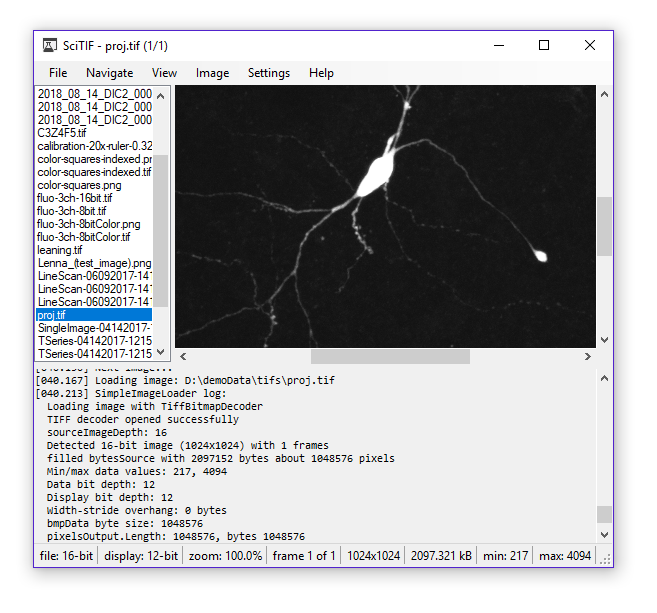 SciTIF - proj.tif (1/1)
File Navigate View Image Settings Help
2018_08_14_DIC2_000
2018_08_14_DIC2_000
2018_08_14_DIC2_000
C3Z4F5.tif
calibration-20x-ruler-0.32
color-squares-indexed.pr
color-squares-indexed.tif
color-squares.png
fluo-3ch-16bit.tif
fluo-3ch-8bit.tif
fluo-3ch-8bitColor.png
fluo-3ch-8bitColor.tif
leaning.tif
Lenna_(test_image).png
LineScan-06092017-141
LineScan-06092017-141
LineScan-06092017-141
proj.tif
SingleImage-04142017-
TSeries-04142017-1215
TSeries-04142017-1215
[040.167] Loading image: D:\demoData\tifs\proj.tif
[040.213] SimpleImageLoader log:
Loading image with TiffBitmapDecoder
TIFF decoder opened successfully
sourceImageDepth: 16
Detected 16-bit image (1024x1024) with 1 frames
filled bytesSource with 2097152 bytes about 1048576 pixels
Min/max data values: 217, 4094
Data bit depth: 12
Display bit depth: 12
Width-stride overhang: 0 bytes
bmpData byte size: 1048576
pixelsOutput.Length: 1048576, bytes 1048576
file: 16-bit display: 12-bit zoom: 100.0% frame 1 of 1 1024x1024 2097.321 kB min: 217 max: 4094